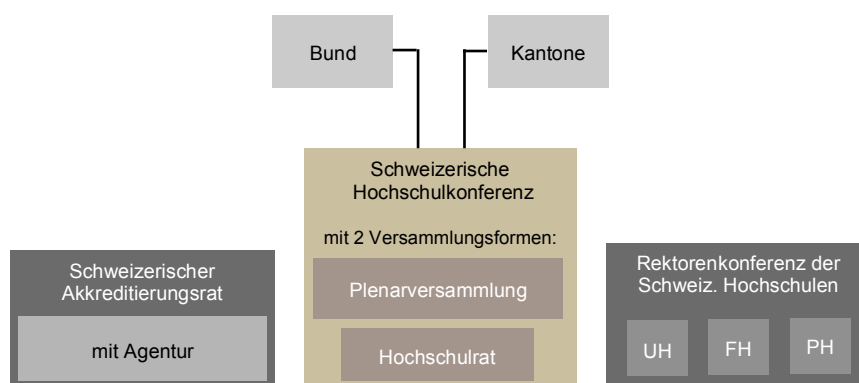 Bund
Kantone
Schweizerische
Hochschulkonferenz
mit 2 Versammlungsformen:
Plenarversammlung
Hochschulrat
Schweizerischer
Akkreditierungsrat
mit Agentur
Rektorenkonferenz der
Schweiz. Hochschulen
UH
FH
PH